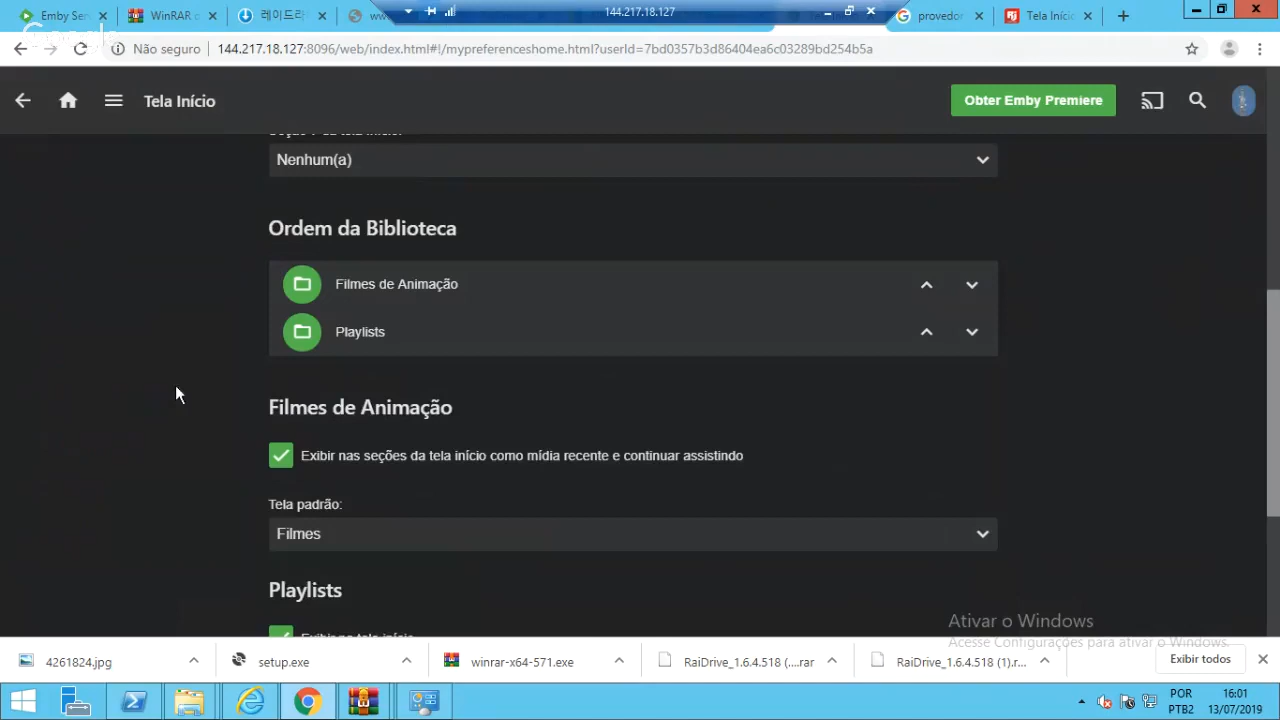 Emby Ser
WinRAR d
레이드라
www
144.217.18.127
provedor
Tela Iníci
Não seguro
144.217.18.127:8096/web/index.html#!/mypreferenceshome.html?userId=7bd0357b3d86404ea6c03289bd254b5a
Tela Início
Obter Emby Premiere
Nenhum(a)
Ordem da Biblioteca
Filmes de Animação
Playlists
Filmes de Animação
Exibir nas seções da tela início como mídia recente e continuar assistindo
Tela padrão:
Filmes
Playlists
Ativar o Windows
Acesse Configurações para ativar o Windows.
4261824.jpg
setup.exe
winrar-x64-571.exe
RaiDrive_1.6.4.518 (....rar
RaiDrive_1.6.4.518 (1).r...
Exibir todos
POR
PTB2
16:01
13/07/2019